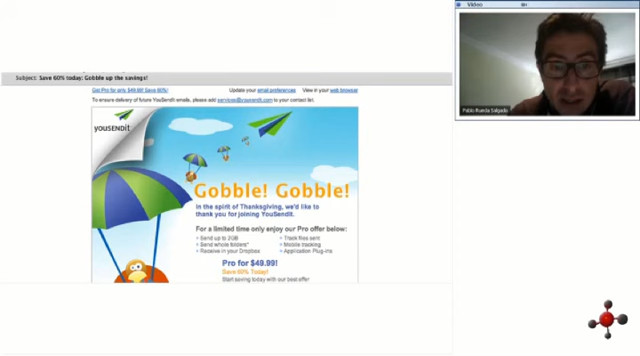 Video
Subject: Save 60% today: Gobble up the savings!
Get Pro for only $49.99! Save 60%!
Update your email preferences
View in your web browser
To ensure delivery of future YouSendIt emails, please add services@yousendit.com to your contact list.
YOUSENDIT
Pablo Rueda Salgado
Gobble! Gobble!
In the spirit of Thanksgiving, we'd like to
thank you for joining YouSendIt.
For a limited time only enjoy our Pro offer below:
• Send up to 2GB
• Track files sent
• Send whole folders*
• Mobile tracking
• Receive in your Dropbox
• Application Plug-ins
Pro for $49.99!
Save 60% Today!
Start saving today with our best offer